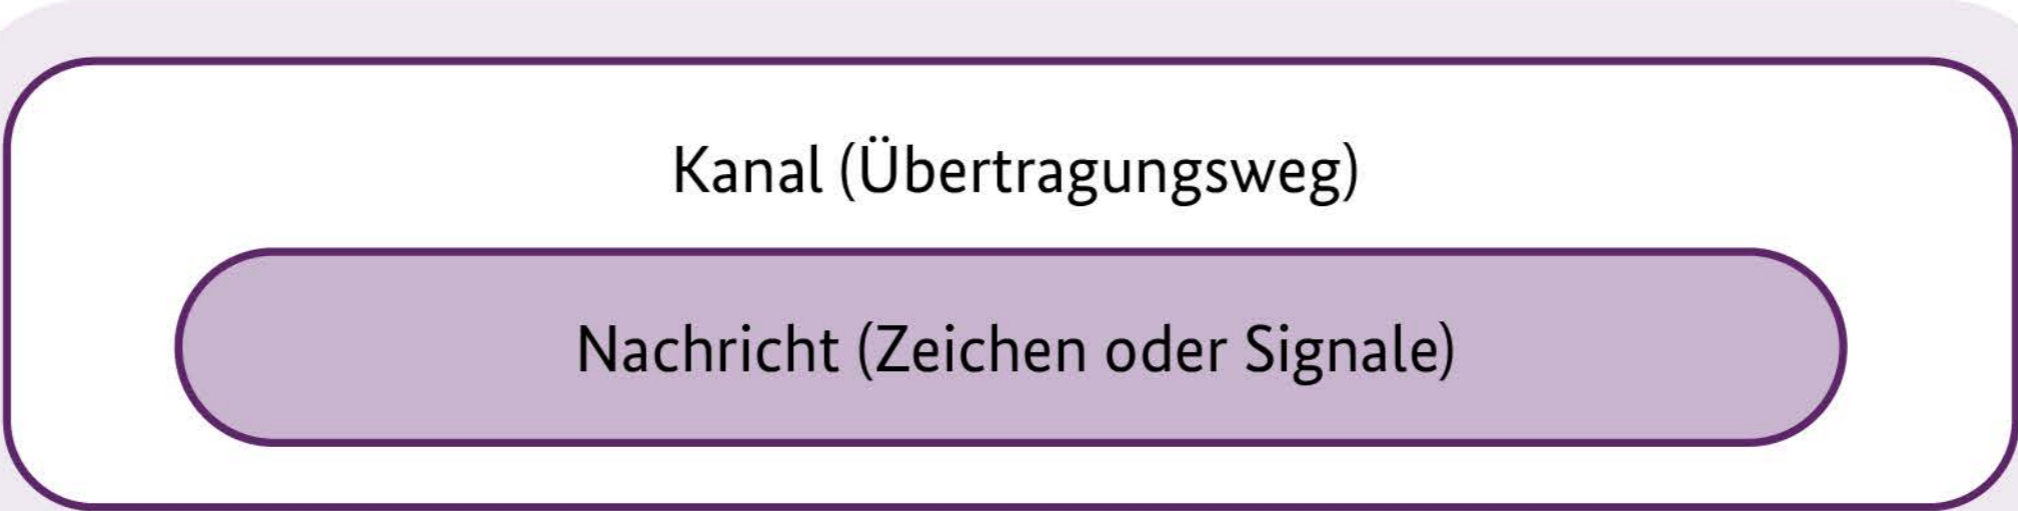 Kanal (Übertragungsweg)
Nachricht (Zeichen oder Signale)